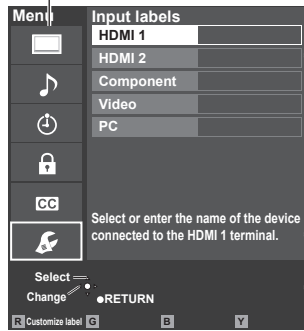 Menu
Input labels
HDMI 1
HDMI 2
Component
Video
PC
CC
Select or enter the name of the device
connected to the HDMI 1 terminal.
Select
Change
RETURN
R Customize label G B Y